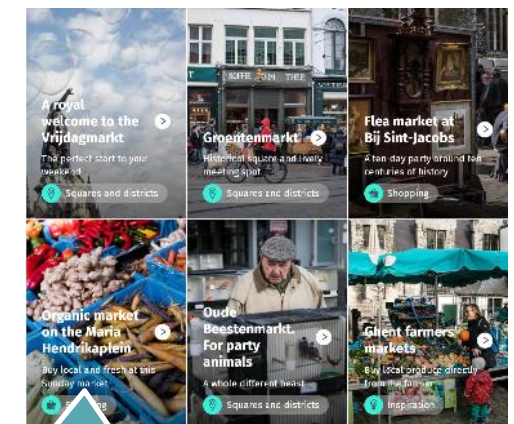 A royal
welcome to the
Vrijdagmarkt
The perfect start to your
weekend
Squares and districts
KOFFIE THEE
Groentenmarkt
Historical square and lively
meeting spot
Squares and districts
Flea market at
Bij Sint-Jacobs
A ten day party around ten
centuries of history
Shopping
Organic market
on the Maria
Hendrikaplein
Buy local and fresh at this
Sunday market
Oude
Beestenmarkt.
For party
animals
A whole different beast
Squares and districts
Ghent farmers'
markets
Buy local produce directly
from the farmer
Inspiration